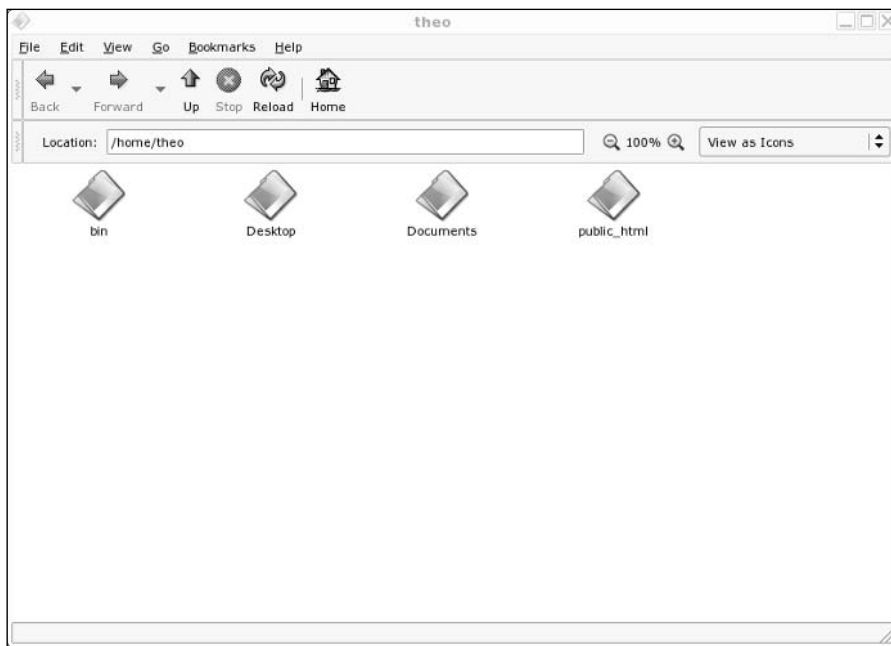 theo
File Edit View Go Bookmarks Help
Back Forward Up Stop Reload Home
Location: /home/theo 100% View as Icons
bin Desktop Documents public_html